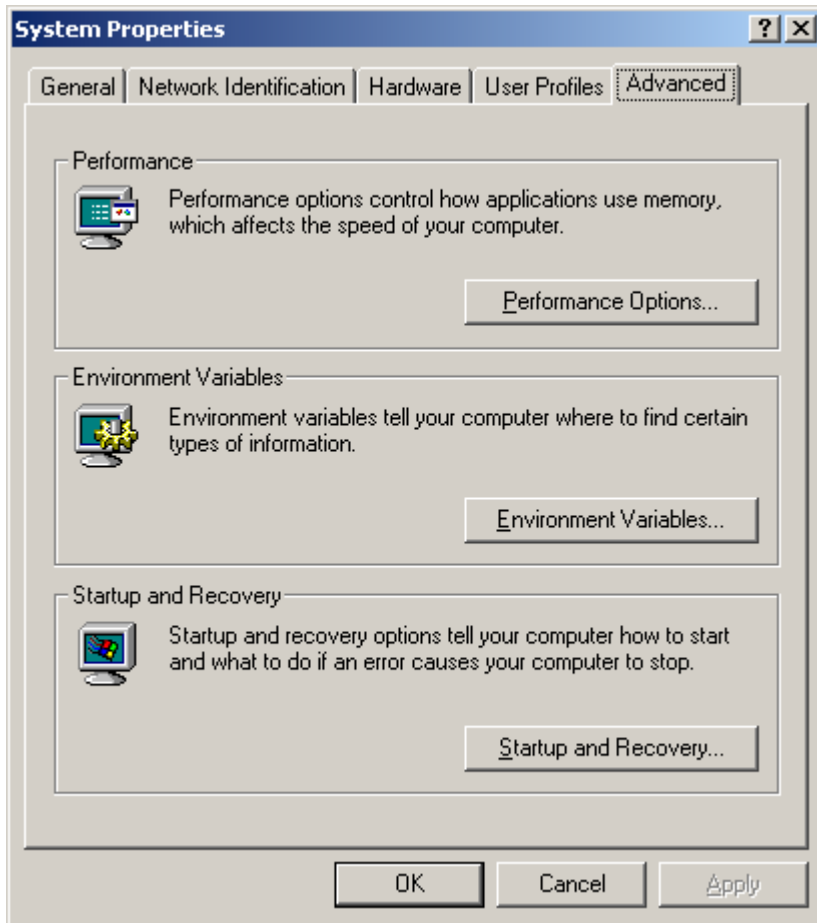 System Properties
General
Network Identification
Hardware
User Profiles
Advanced
Performance
Performance options control how applications use memory,
which affects the speed of your computer.
Performance Options...
Environment Variables
Environment variables tell your computer where to find certain
types of information.
Environment Variables...
Startup and Recovery
Startup and recovery options tell your computer how to start
and what to do if an error causes your computer to stop.
Startup and Recovery...
OK
Cancel
Apply